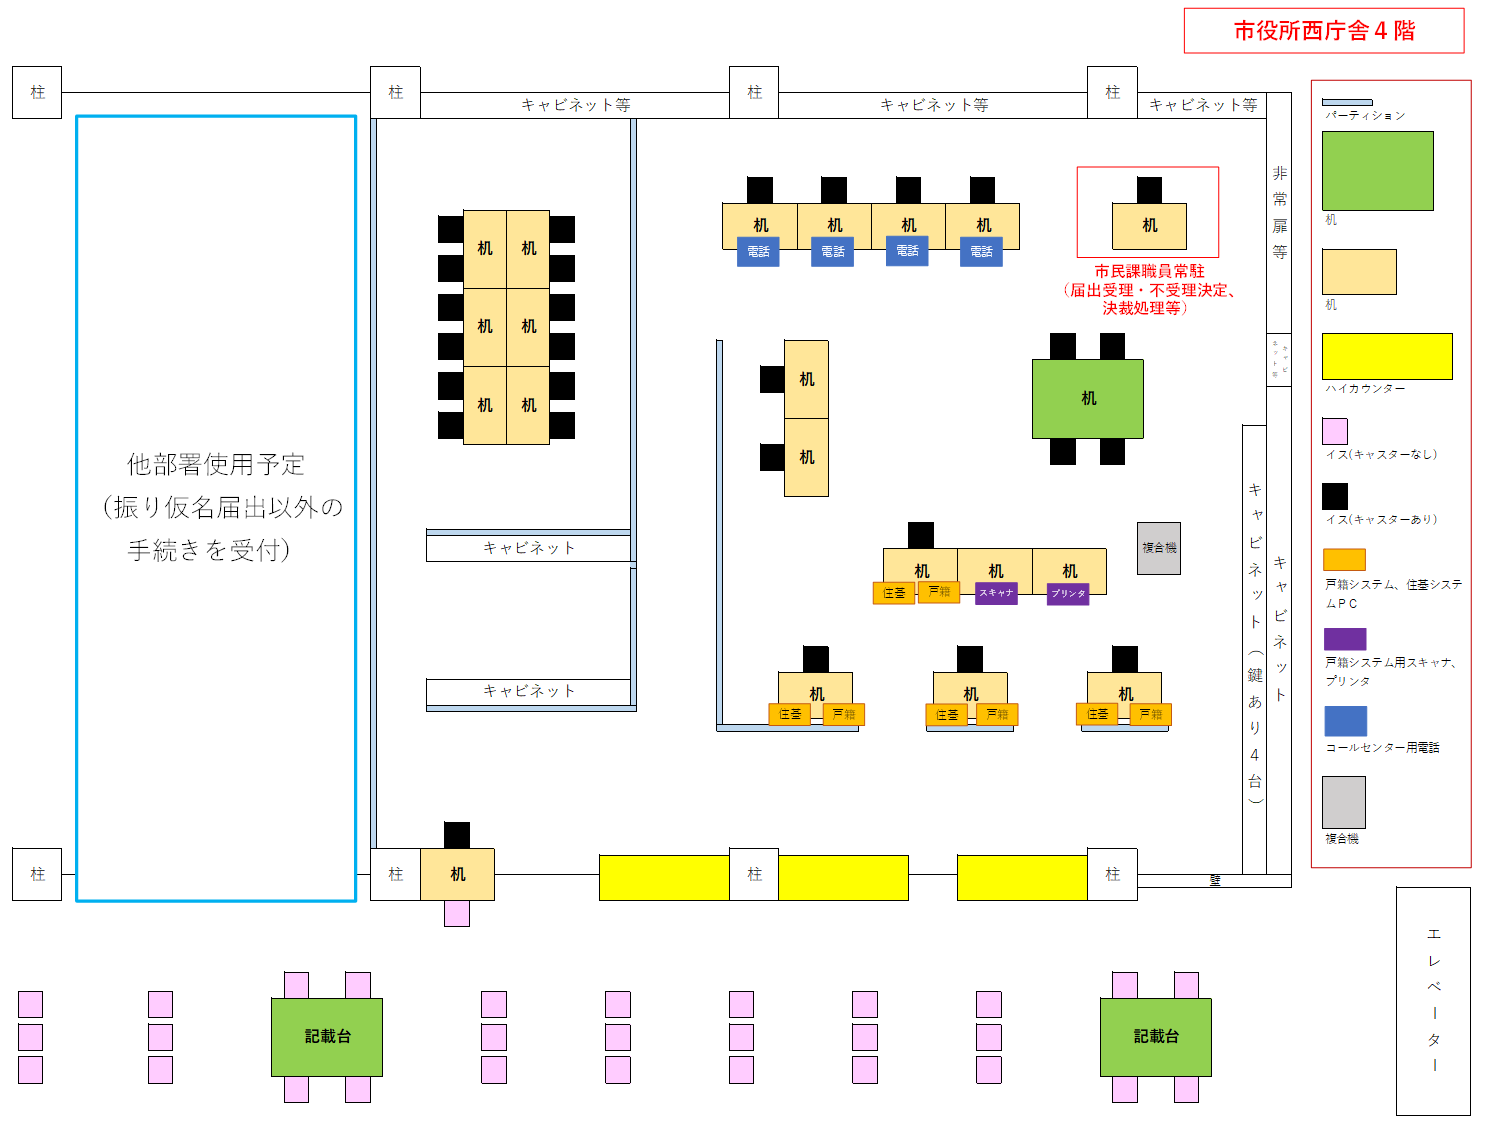 市役所西庁舎４階
柱
柱
柱
柱
キャビネット等
キャビネット等
キャビネット等
非常扉等
キャビネット等
パーティション
机
机
ハイカウンター
イス(キャスターなし)
イス(キャスターあり)
戸籍システム、住基システ
ムＰＣ
戸籍システム用スキャナ、
プリンタ
コールセンター用電話
複合機
他部署使用予定
（振り仮名届出以外の
手続きを受付）
机
机
机
机
机
机
キャビネット
キャビネット
机
机
机
机
電話
電話
電話
電話
机
市民課職員常駐
（届出受理・不受理決定、
決裁処理等）
机
机
机
机
机
机
住基
戸籍
スキャナ
プリンタ
複合機
机
机
机
住基
戸籍
住基
戸籍
住基
戸籍
キャビネット（鍵あり４台）
キャビネット
柱
柱
机
柱
柱
壁
エレベーター
記載台
記載台